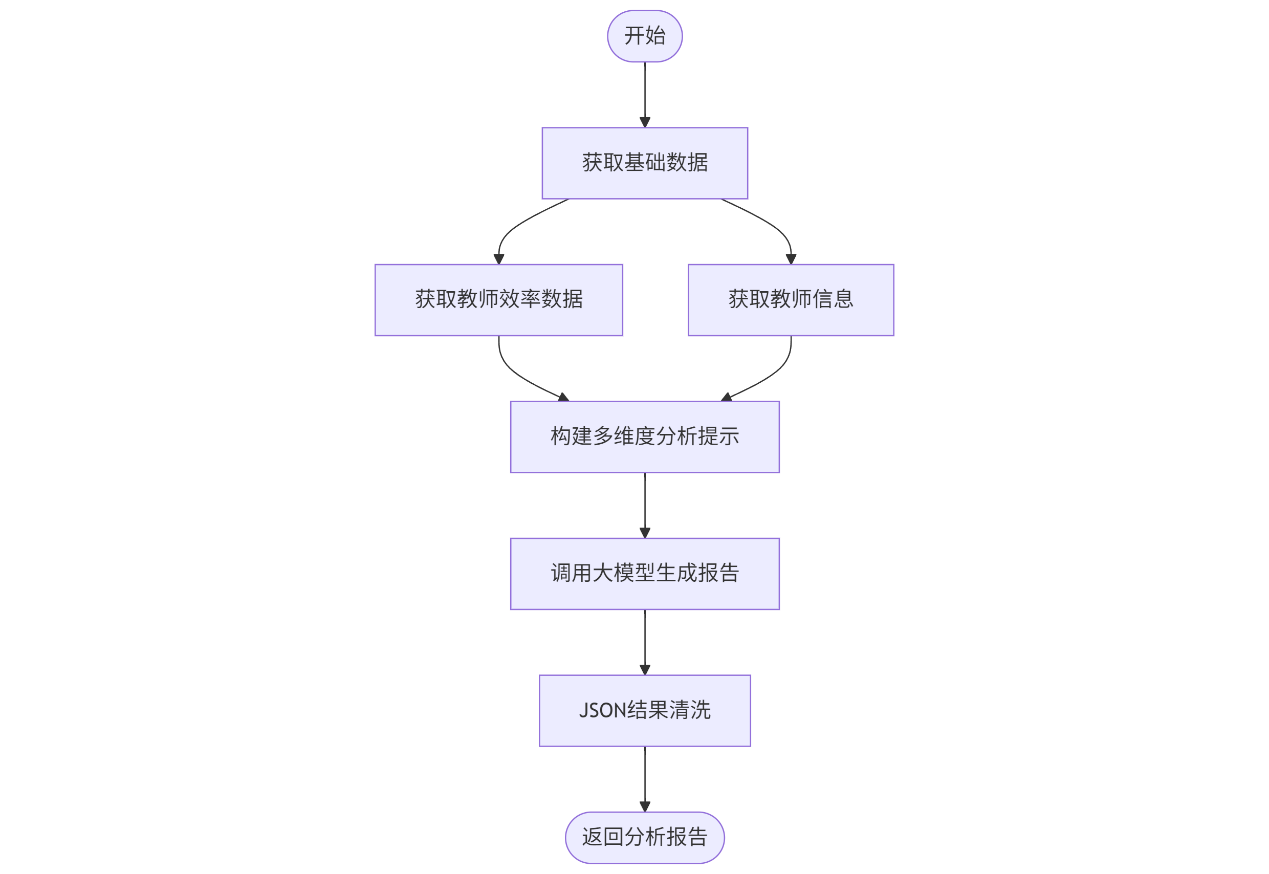 开始
获取基础数据
获取教师效率数据
获取教师信息
构建多维度分析提示
调用大模型生成报告
JSON结果清洗
返回分析报告